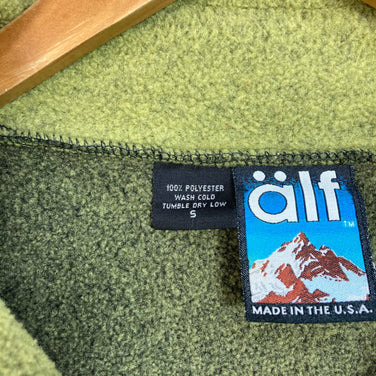 100% POLYESTER
WASH COLD
TUMBLE DRY LOW
S
älf
TM
MADE IN THE U.S.A.